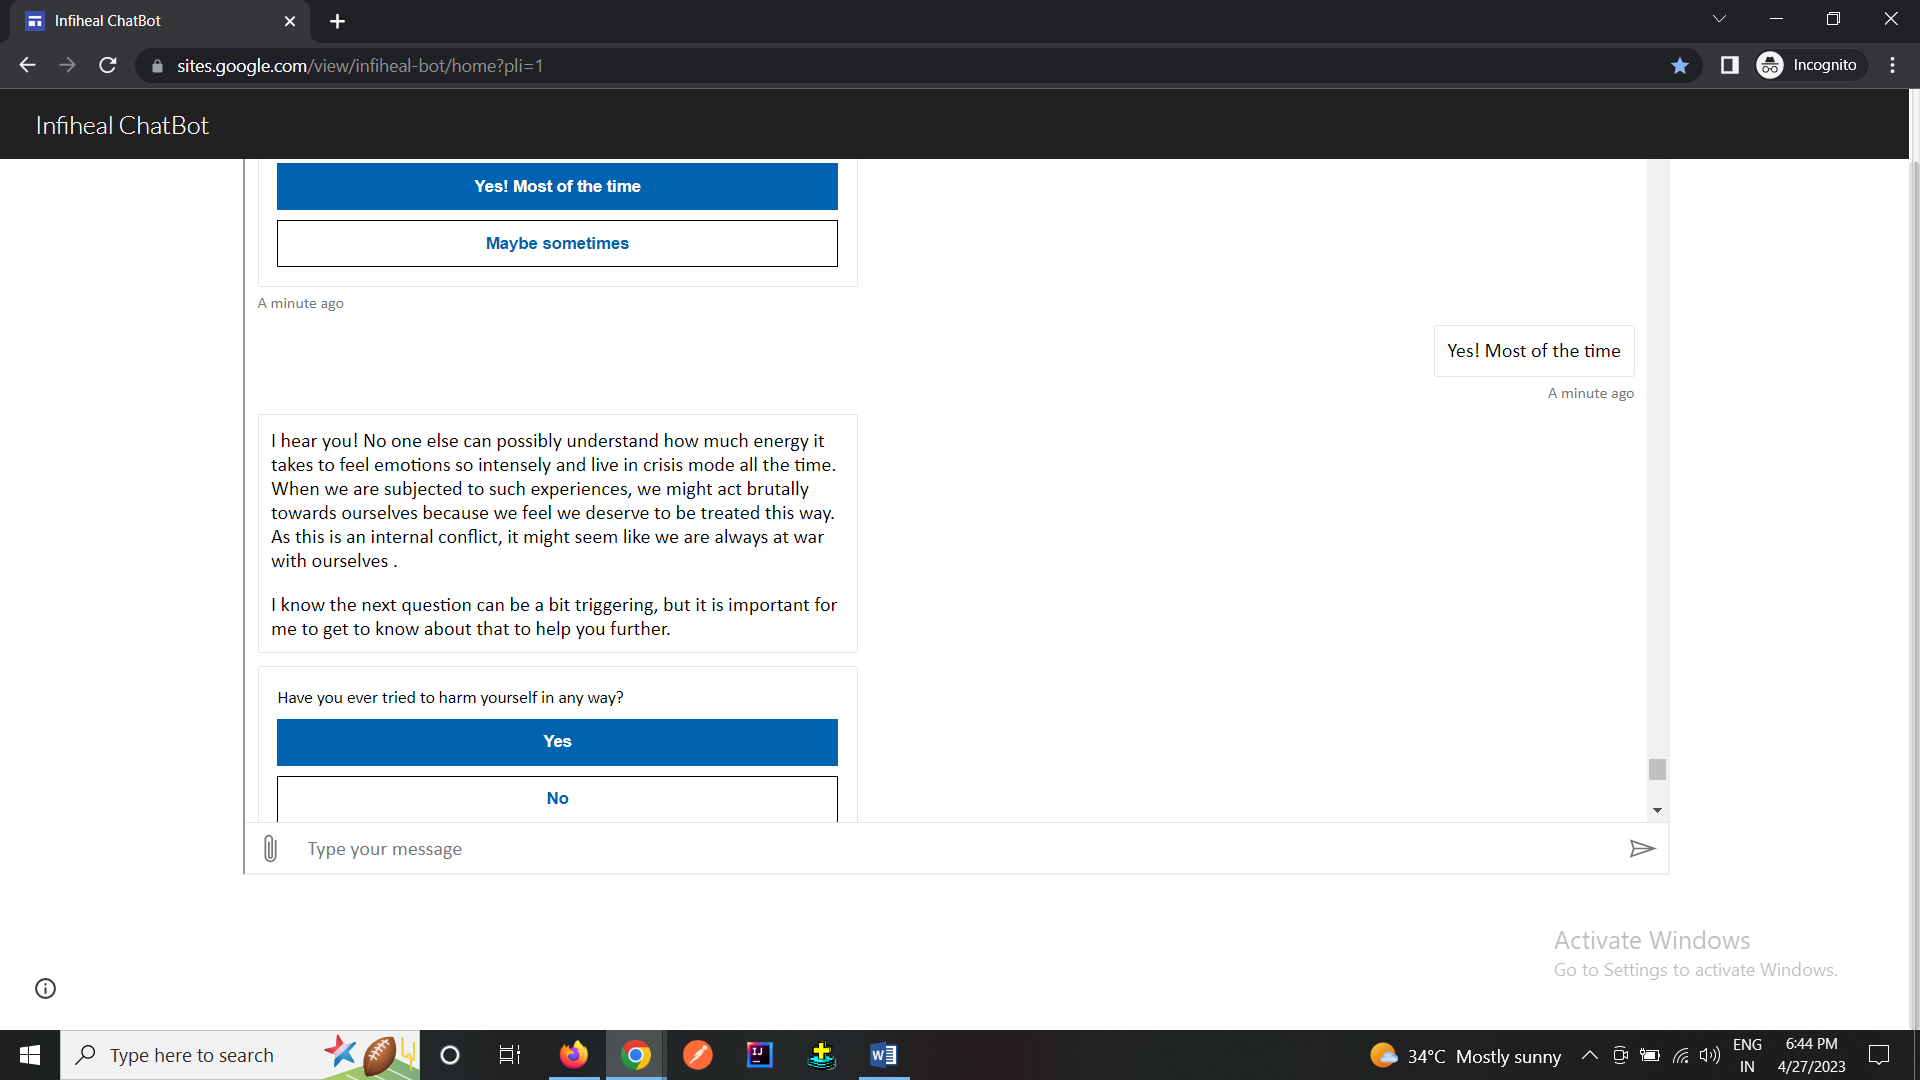 Infiheal ChatBot
sites.google.com/view/infiheal-bot/home?pli=1
Incognito
Infiheal ChatBot
Yes! Most of the time
Maybe sometimes
A minute ago
Yes! Most of the time
A minute ago
I hear you! No one else can possibly understand how much energy it
takes to feel emotions so intensely and live in crisis mode all the time.
When we are subjected to such experiences, we might act brutally
towards ourselves because we feel we deserve to be treated this way.
As this is an internal conflict, it might seem like we are always at war
with ourselves .
I know the next question can be a bit triggering, but it is important for
me to get to know about that to help you further.
Have you ever tried to harm yourself in any way?
Yes
No
Type your message
Activate Windows
Go to Settings to activate Windows.
Type here to search
IJ
W
34°C Mostly sunny
ENG
IN
6:44 PM
4/27/2023